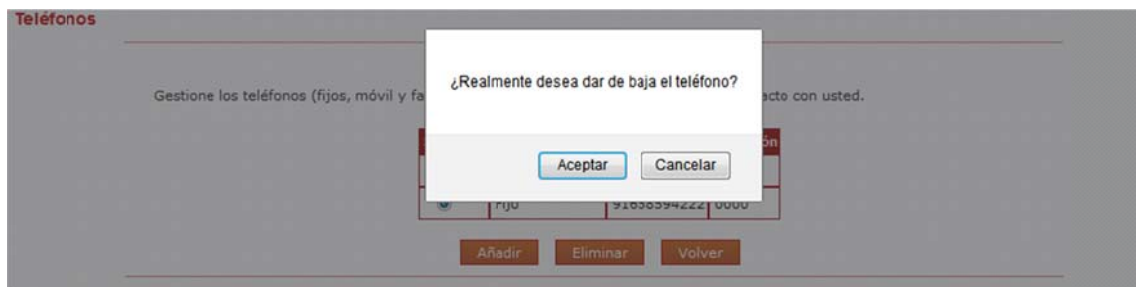 Teléfonos
¿Realmente desea dar de baja el teléfono?
Gestione los teléfonos (fijos, móvil y fa
acto con usted.
ón
Aceptar Cancelar
Fijo 91638594222 0000
Añadir Eliminar Volver